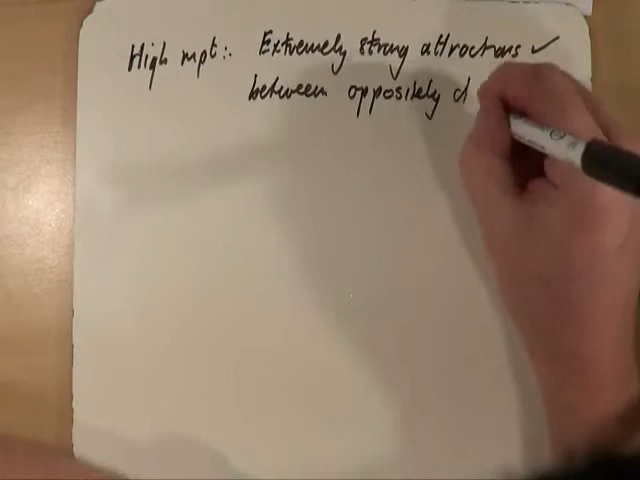 High mpt:. Extremely strong attractions ✓
between oppositely